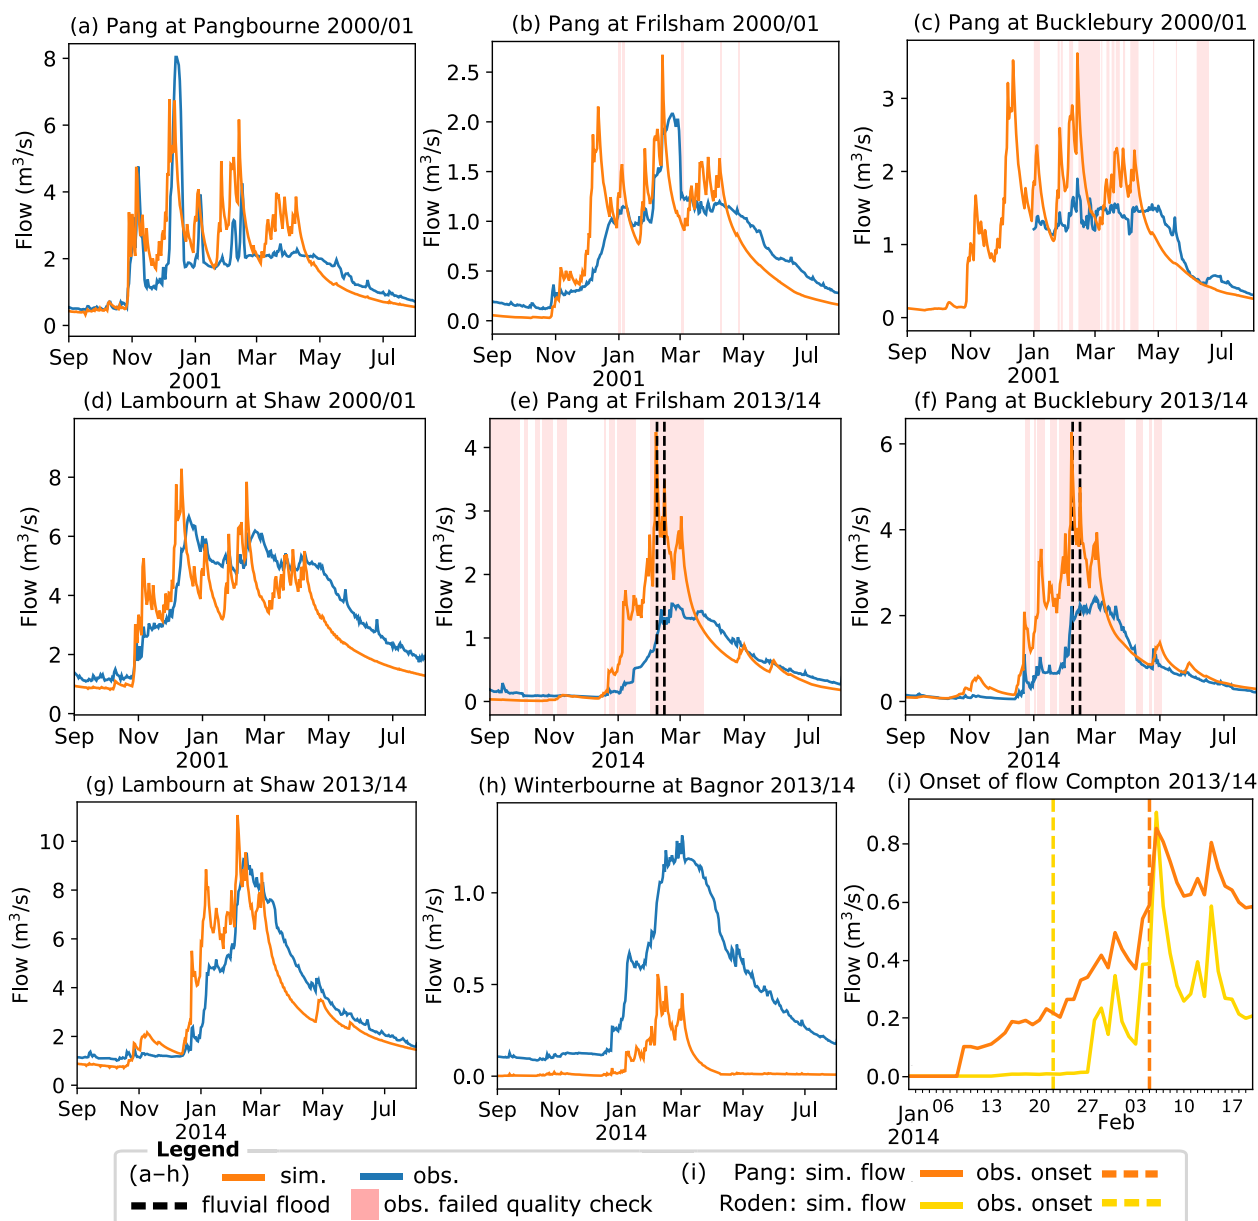 (a) Pang at Pangbourne 2000/01
(b) Pang at Frilsham 2000/01
(c) Pang at Bucklebury 2000/01
Flow (m³/s)
8
6
4
2
0
Sep Nov Jan Mar May Jul
2001
Flow (m³/s)
2.5
2.0
1.5
1.0
0.5
0.0
Sep Nov Jan Mar May Jul
2001
Flow (m³/s)
3
2
1
0
Sep Nov Jan Mar May Jul
2001
(d) Lambourn at Shaw 2000/01
(e) Pang at Frilsham 2013/14
(f) Pang at Bucklebury 2013/14
Flow (m³/s)
8
6
4
2
0
Sep Nov Jan Mar May Jul
2001
Flow (m³/s)
4
3
2
1
0
Sep Nov Jan Mar May Jul
2014
Flow (m³/s)
6
4
2
0
Sep Nov Jan Mar May Jul
2014
(g) Lambourn at Shaw 2013/14
(h) Winterbourne at Bagnor 2013/14
(i) Onset of flow Compton 2013/14
Flow (m³/s)
10
8
6
4
2
0
Sep Nov Jan Mar May Jul
2014
Flow (m³/s)
1.0
0.5
0.0
Sep Nov Jan Mar May Jul
2014
Flow (m³/s)
0.8
0.6
0.4
0.2
0.0
Jan 06 13 20 27 03 10 17
2014 Feb
Legend
(a–h) sim. obs.
fluvial flood obs. failed quality check
(i) Pang: sim. flow obs. onset
Roden: sim. flow obs. onset